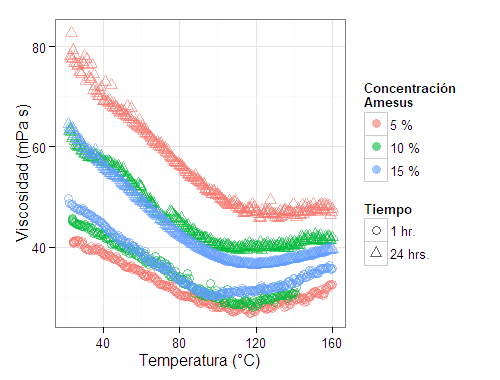 80
60
40
Viscosidad (mPa s)
40
80
120
160
Temperatura (°C)
Concentración
Amesus
5 %
10 %
15 %
Tiempo
1 hr.
24 hrs.